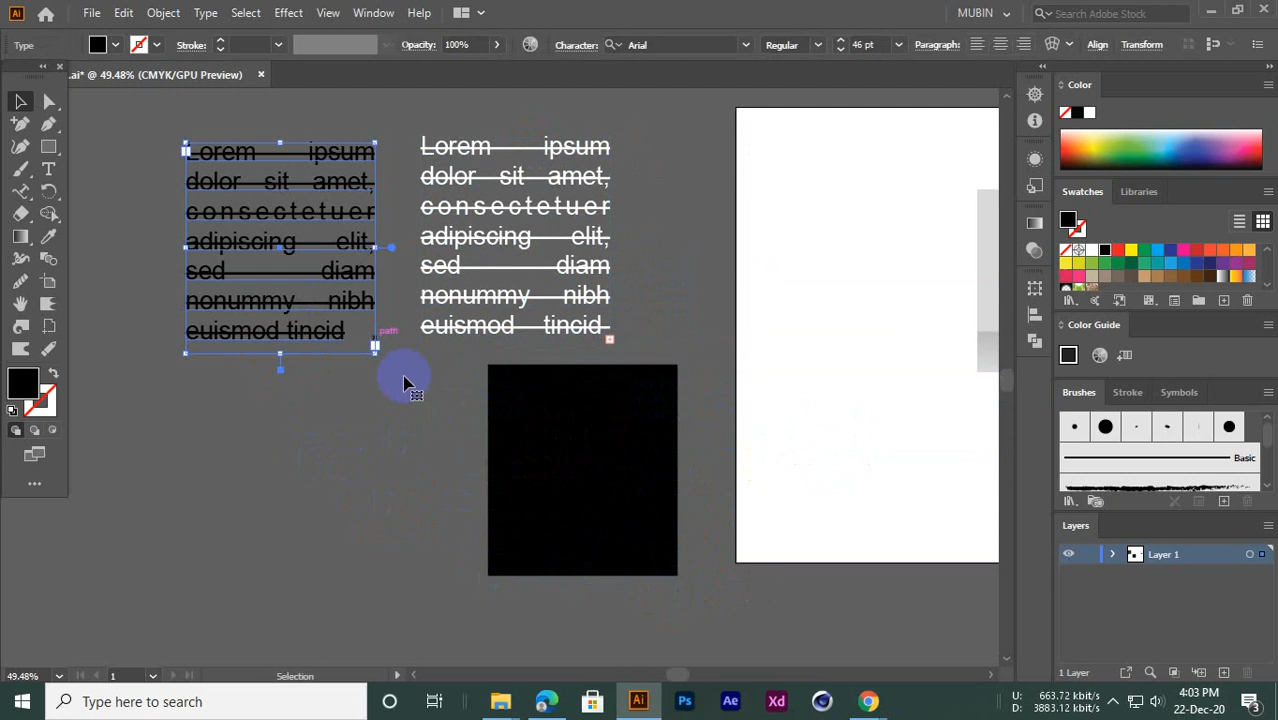 Ai File Edit Object Type Select Effect View Window Help MUBIN Search Adobe Stock
Type Stroke: Opacity: 100% Character: Arial Regular 46 pt Paragraph: Align Transform
.ai* @ 49.48% (CMYK/GPU Preview)
Color
Swatches Libraries
Color Guide
Brushes Stroke Symbols
Basic
Layers
Layer 1
1 Layer
Lorem ipsum
dolor sit amet,
consectetuer
adipiscing elit,
sed diam
nonummy nibh
euismod tincid
path
Lorem ipsum
dolor sit amet,
consectetuer
adipiscing elit,
sed diam
nonummy nibh
euismod tincid
49.48% 1 Selection
Type here to search Ai Ps Ae Xd
U: 663.72 kbit/s
D: 3883.12 kbit/s
4:03 PM
22-Dec-20
3